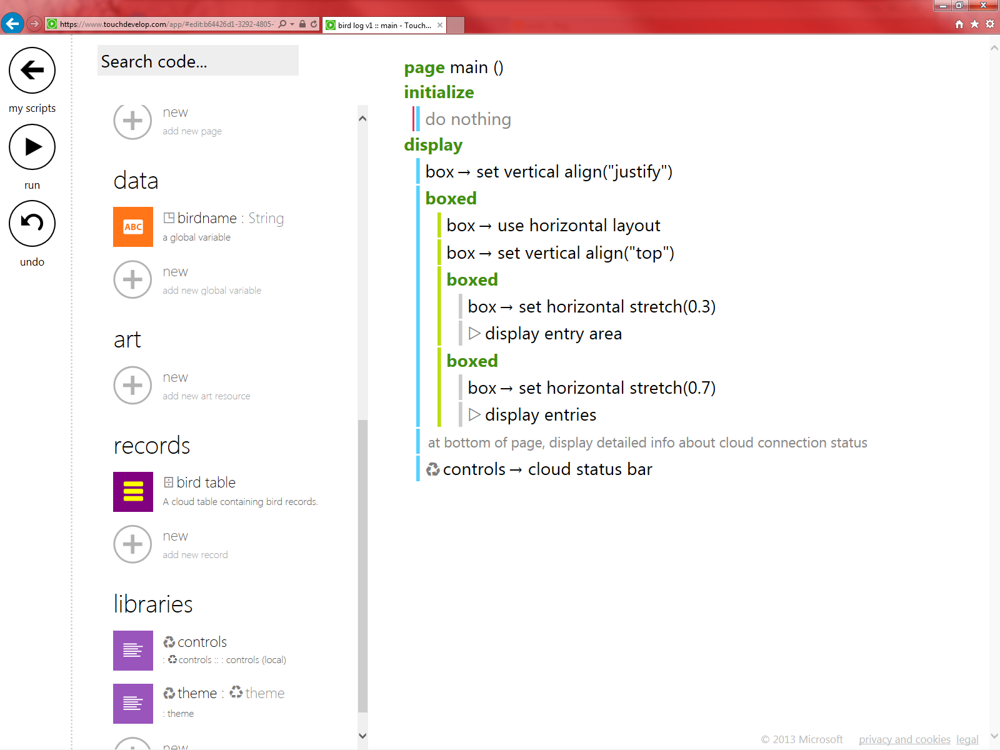 https://www.touchdevelop.com/app/#edit:b64426d1-3292-4805-
bird log v1 :: main - Touch...
my scripts
run
undo
Search code...
new
add new page
data
ABC
birdname : String
a global variable
new
add new global variable
art
new
add new art resource
records
bird table
A cloud table containing bird records.
new
add new record
libraries
controls
: controls :: : controls (local)
theme : theme
: theme
new
page main ()
initialize
do nothing
display
box → set vertical align("justify")
boxed
box → use horizontal layout
box → set vertical align("top")
boxed
box → set horizontal stretch(0.3)
▷ display entry area
boxed
box → set horizontal stretch(0.7)
▷ display entries
at bottom of page, display detailed info about cloud connection status
controls → cloud status bar
© 2013 Microsoft privacy and cookies legal